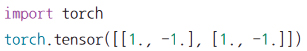 import torch
torch.tensor([[1., -1.], [1., -1.]])